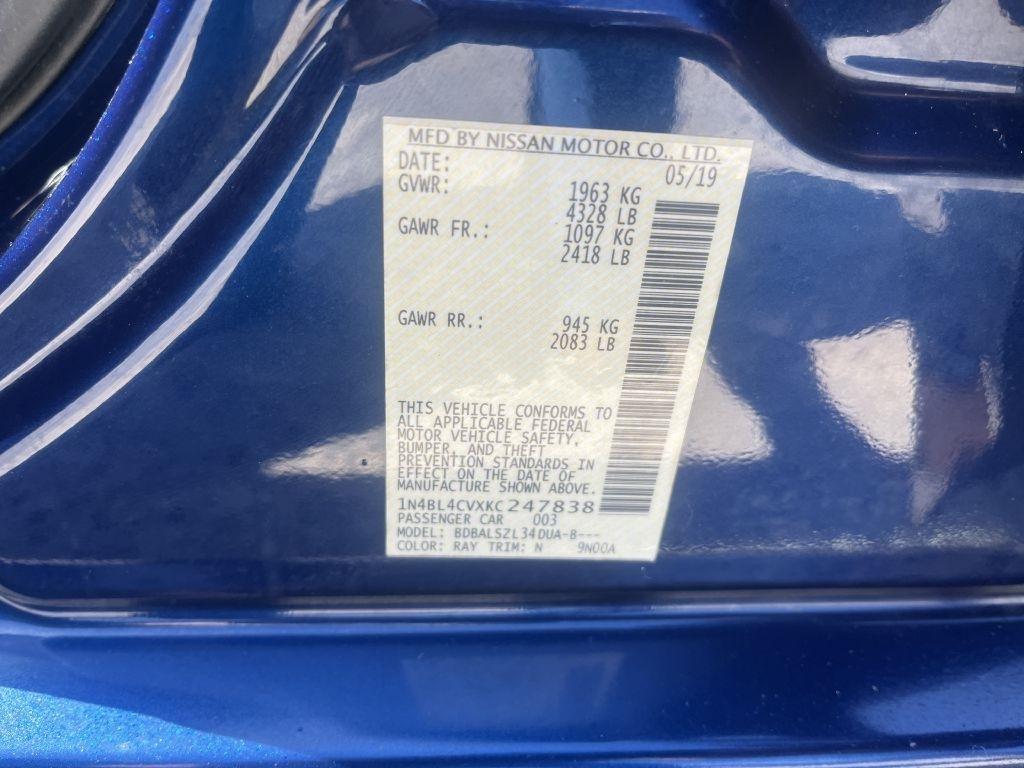 MFD BY NISSAN MOTOR CO., LTD.
DATE: 05/19
GVWR: 1963 KG
4328 LB
GAWR FR.: 1097 KG
2418 LB
GAWR RR.: 945 KG
2083 LB
THIS VEHICLE CONFORMS TO
ALL APPLICABLE FEDERAL
MOTOR VEHICLE SAFETY,
BUMPER, AND THEFT
PREVENTION STANDARDS IN
EFFECT ON THE DATE OF
MANUFACTURE SHOWN ABOVE.
1N4BL4CVXKC247838
PASSENGER CAR 003
MODEL: BDBALSZL34DUA-8---
COLOR: RAY TRIM: N 9N00A